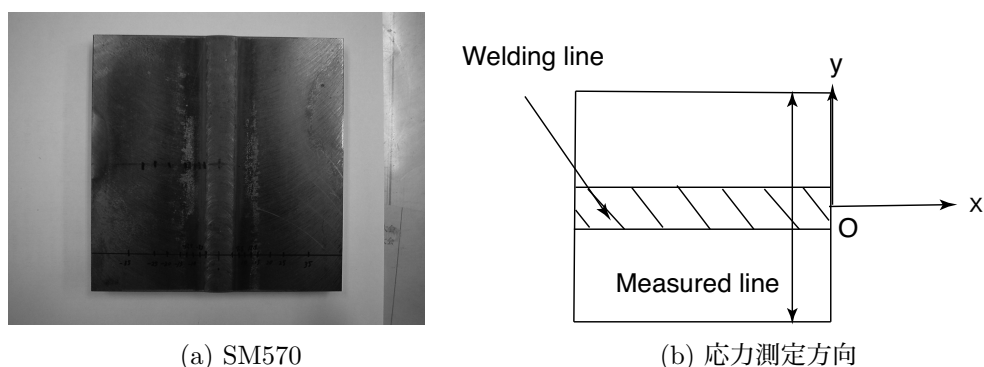 Welding line
y
x
O
Measured line
(a) SM570
(b) 応力測定方向